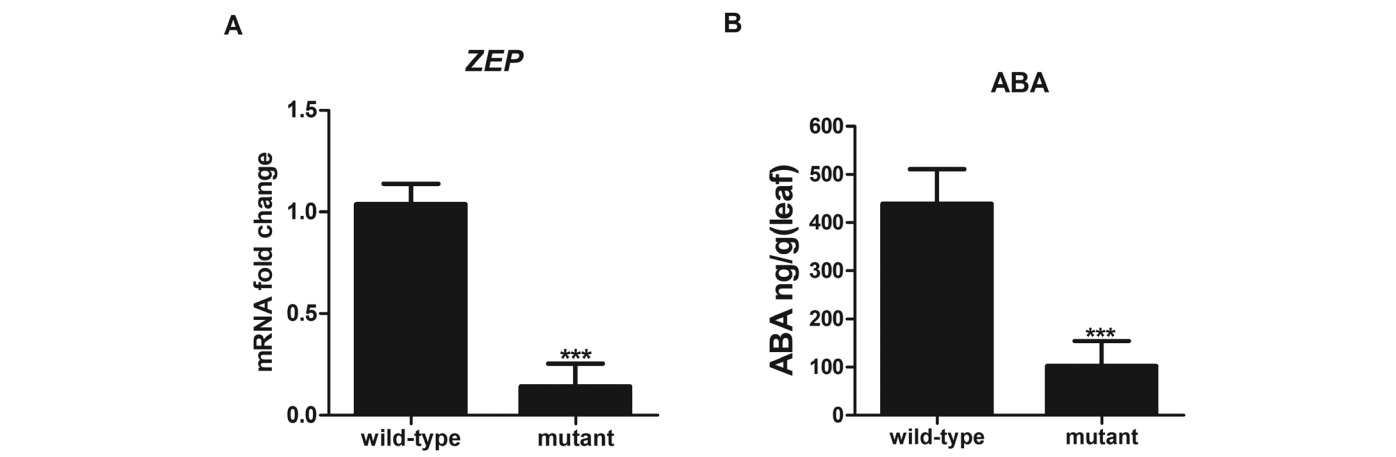 A
ZEP
mRNA fold change
1.5
1.0
0.5
0.0
***
wild-type
mutant
B
ABA
ABA ng/g(leaf)
600
500
400
300
200
100
0
***
wild-type
mutant